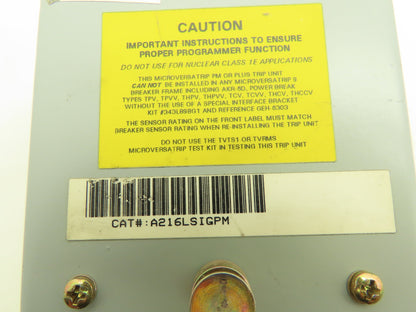 CAUTION
IMPORTANT INSTRUCTIONS TO ENSURE
PROPER PROGRAMMER FUNCTION
DO NOT USE FOR NUCLEAR CLASS 1E APPLICATIONS
THIS MICROVERSATRIP PM OR PLUS TRIP UNIT
CAN NOT BE INSTALLED IN ANY MICROVERSATRIP 9
BREAKER FRAME INCLUDING AKR-50, POWER BREAK
TYPES TPV, TPVV, THPV, THPVV, TCV, TCVV, THCV, THCCV
WITHOUT THE USE OF A SPECIAL INTERFACE BRACKET
KIT #343L898G1 AND REFERENCE GEH 6303
THE SENSOR RATING ON THE FRONT LABEL MUST MATCH
BREAKER SENSOR RATING WHEN RE-INSTALLING THE TRIP UNIT
DO NOT USE THE TVTS1 OR TVRMS
MICROVERSATRIP TEST KIT IN TESTING THIS TRIP UNIT
CAT#:A216LSIGPM